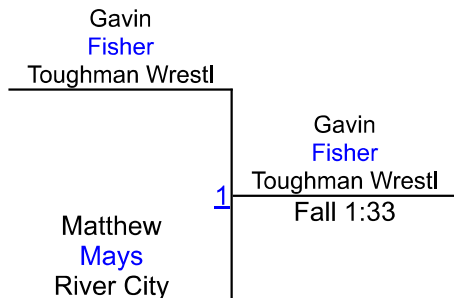 Gavin
Fisher
Toughman Wrestl
Gavin
Fisher
Toughman Wrestl
1
Fall 1:33
Matthew
Mays
River City